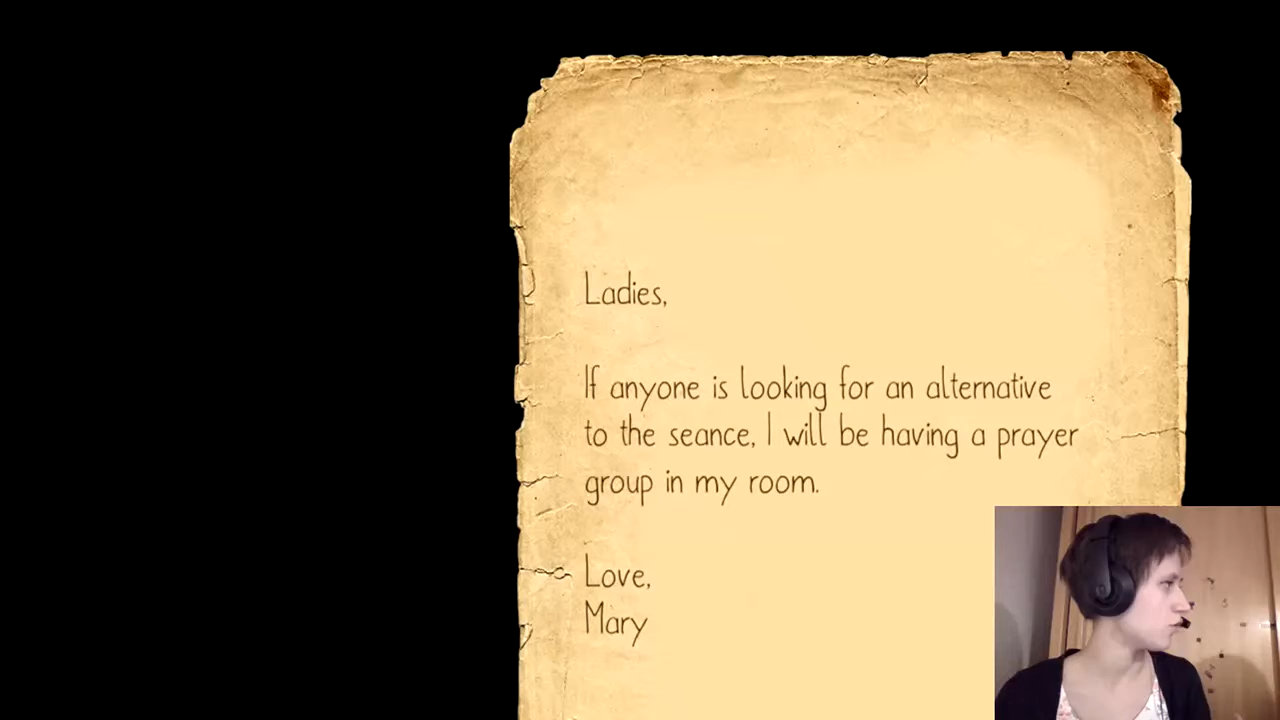 Ladies,
If anyone is looking for an alternative
to the seance, I will be having a prayer
group in my room.
Love,
Mary